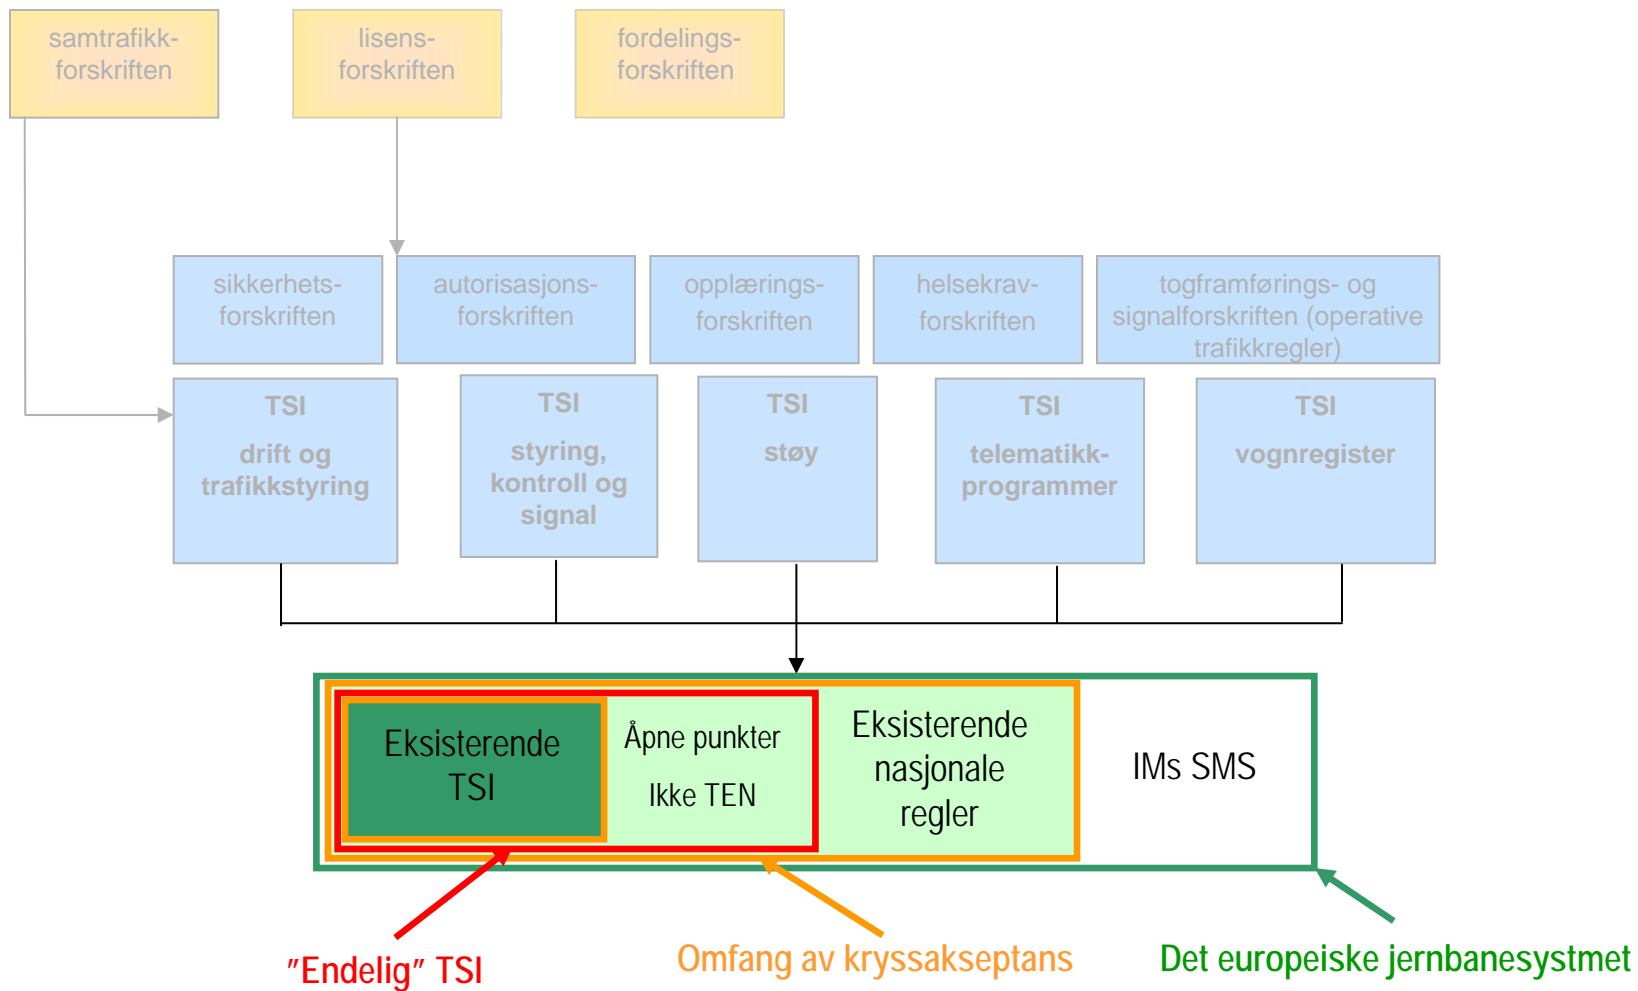 samtrafikk-
forskriften
lisens-
forskriften
fordelings-
forskriften
sikkerhets-
forskriften
autorisasjons-
forskriften
opplærings-
forskriften
helsekrav-
forskriften
togframførings- og
signalforskriften (operative
trafikkregler)
TSI
drift og
trafikkstyring
TSI
styring,
kontroll og
signal
TSI
støy
TSI
telematikk-
programmer
TSI
vognregister
Eksisterende
TSI
Åpne punkter
Ikke TEN
Eksisterende
nasjonale
regler
IMs SMS
"Endelig" TSI
Omfang av kryssakseptans
Det europeiske jernbanesystmet